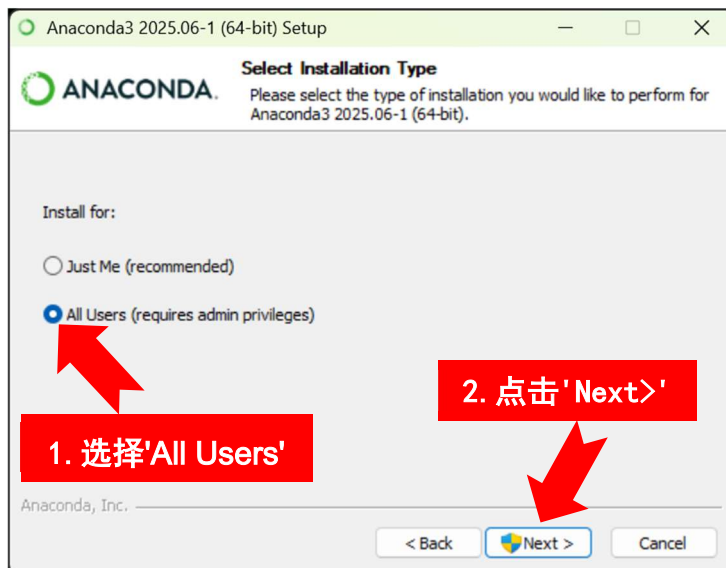 Anaconda3 2025.06-1 (64-bit) Setup
ANACONDA.
Select Installation Type
Please select the type of installation you would like to perform for
Anaconda3 2025.06-1 (64-bit).
Install for:
Just Me (recommended)
All Users (requires admin privileges)
2. 点击'Next>'
1. 选择'All Users'
Anaconda, Inc.
< Back
Next >
Cancel